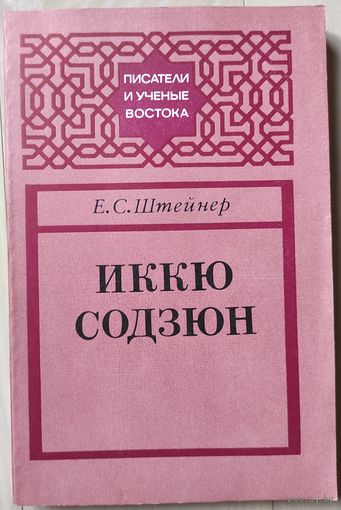 ПИСАТЕЛИ
И УЧЕНЫЕ
ВОСТОКА
Е.С.Штейнер
ИККЮ
СОДЗЮН